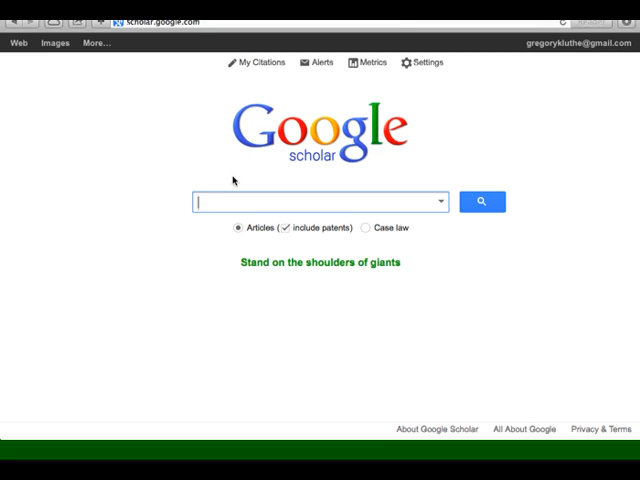 scholar.google.com
Reader
Web Images More... gregorykluthe@gmail.com
My Citations Alerts Metrics Settings
Google
scholar
Articles ( include patents) Case law
Stand on the shoulders of giants
About Google Scholar All About Google Privacy & Terms